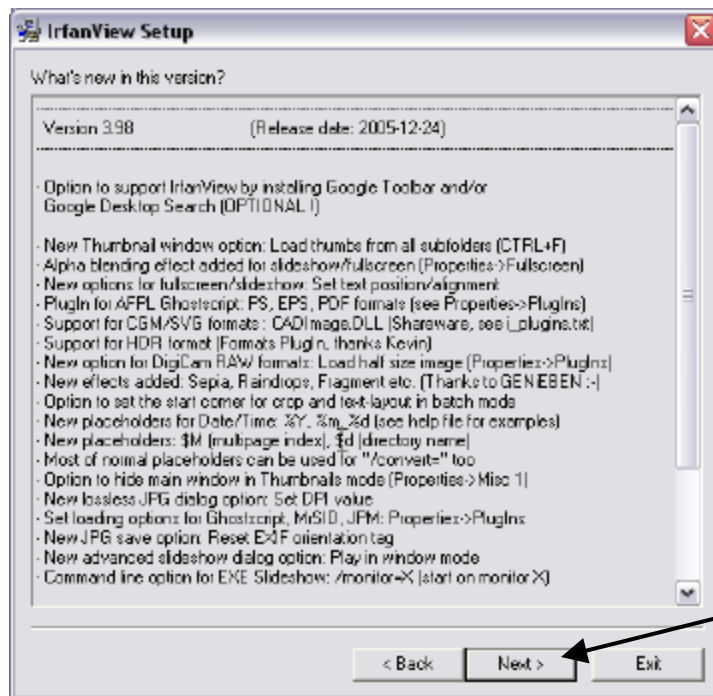 IrfanView Setup
What's new in this version?
Version 3.98 (Release date: 2005-12-24)
- Option to support IrfanView by installing Google Toolbar and/or
Google Desktop Search (OPTIONAL !)
- New Thumbnail window option: Load thumbs from all subfolders (CTRL+F)
- Alpha blending effect added for slideshow/fullscreen (Properties->Fullscreen)
- New options for fullscreen/slideshow: Set text position/alignment
- PlugIn for AFPL Ghostscript: PS, EPS, PDF formats (see Properties->PlugIns)
- Support for CGM/SVG formats : CADImage.DLL (Shareware, see i_plugins.txt)
- Support for HDR format (Formats PlugIn, thanks Kevin)
- New option for DigiCam RAW formats: Load half size image (Properties->PlugIns)
- New effects added: Sepia, Raindrops, Fragment etc. (Thanks to GENIEBEN :-)
- Option to set the start corner for crop and text-layout in batch mode
- New placeholders for Date/Time: %Y, %m, %d (see help file for examples)
- New placeholders: $M (multipage index), $d (directory name)
- Most of normal placeholders can be used for "/convert=" too
- Option to hide main window in Thumbnails mode (Properties->Misc 1)
- New lossless JPG dialog option: Set DPI value
- Set loading options for Ghostscript, MrSID, JPM: Properties->PlugIns
- New JPG save option: Reset EXIF orientation tag
- New advanced slideshow dialog option: Play in window mode
- Command line option for EXE Slideshow: /monitor=X (start on monitor X)
< Back Next > Exit